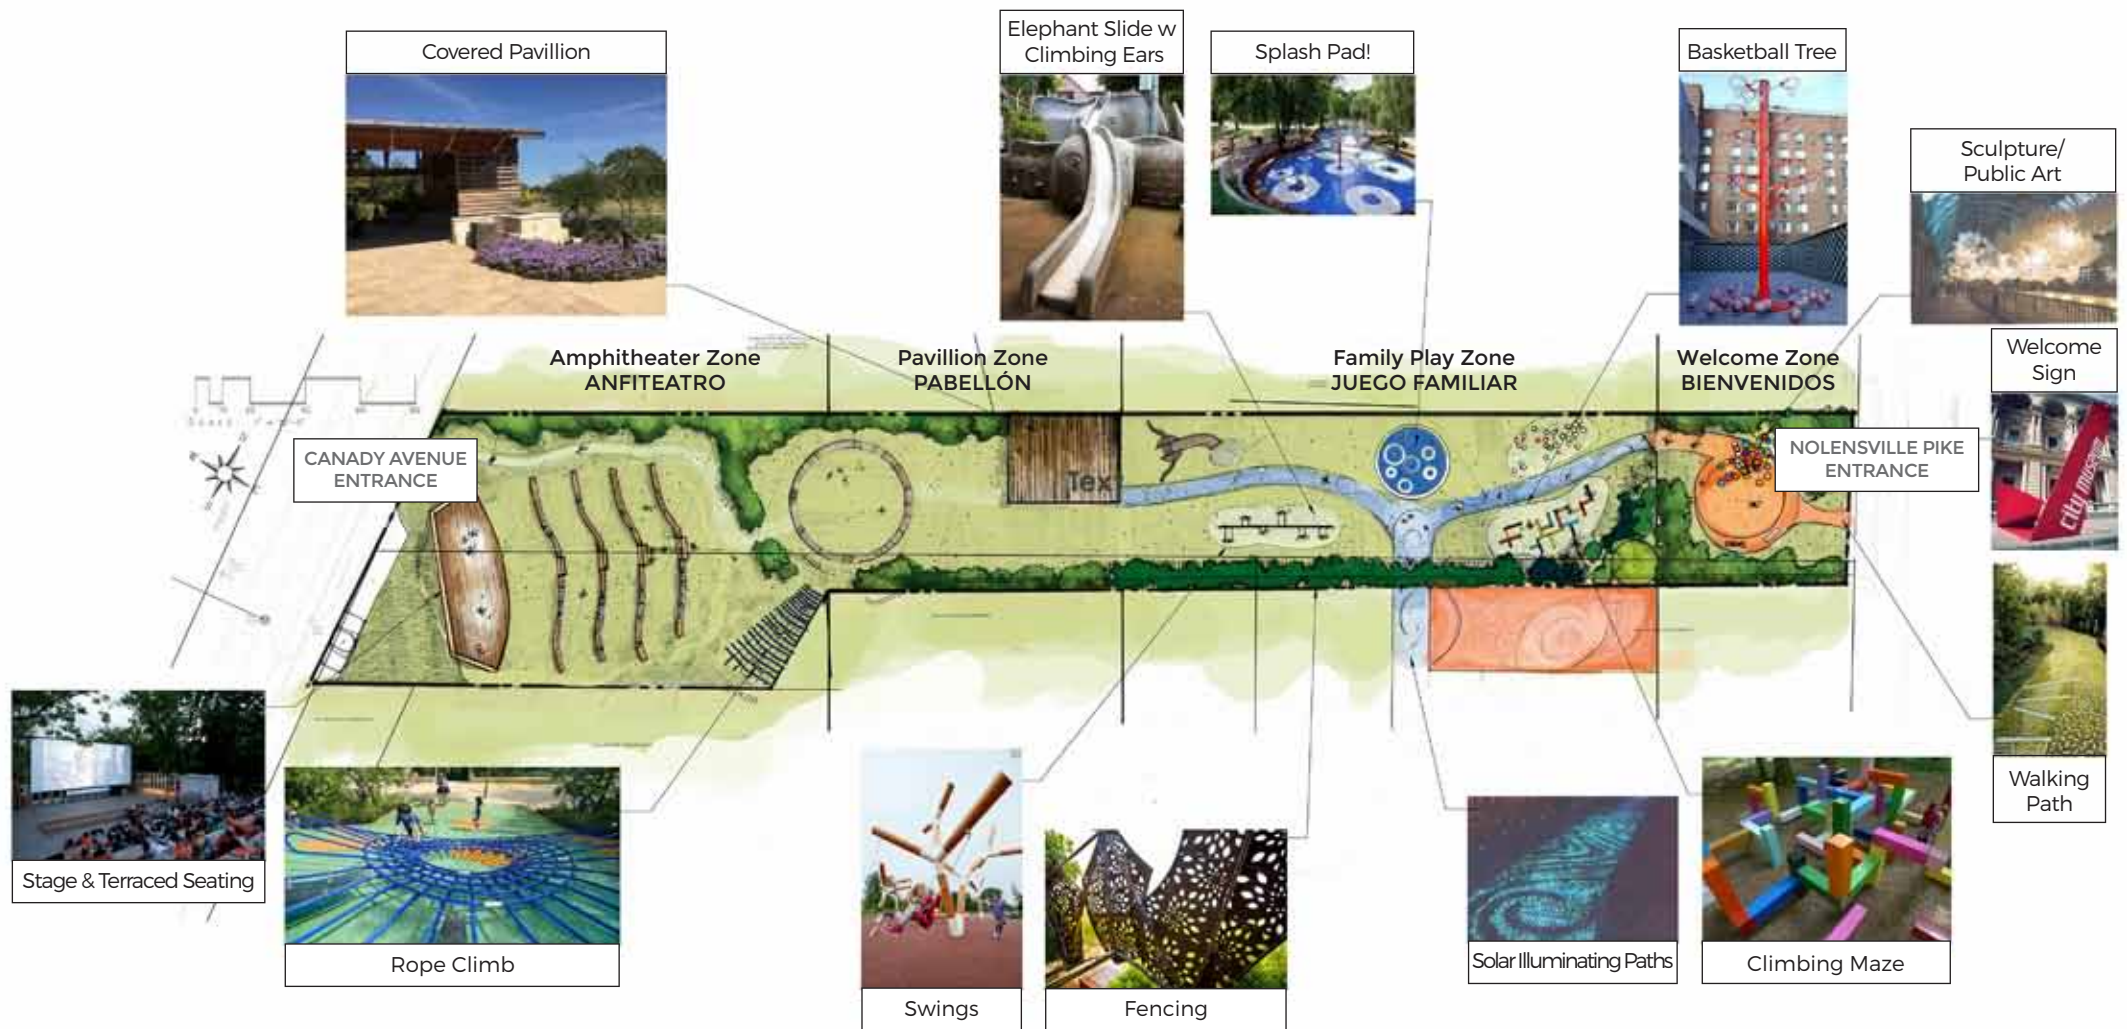 Covered Pavillion
Elephant Slide w
Climbing Ears
Splash Pad!
Basketball Tree
Sculpture/
Public Art
Welcome
Sign
city museum
Amphitheater Zone
ANFITEATRO
Pavillion Zone
PABELLÓN
Family Play Zone
JUEGO FAMILIAR
Welcome Zone
BIENVENIDOS
CANADY AVENUE
ENTRANCE
NOLENSVILLE PIKE
ENTRANCE
Tex
Walking
Path
Stage & Terraced Seating
Rope Climb
Swings
Fencing
Solar Illuminating Paths
Climbing Maze